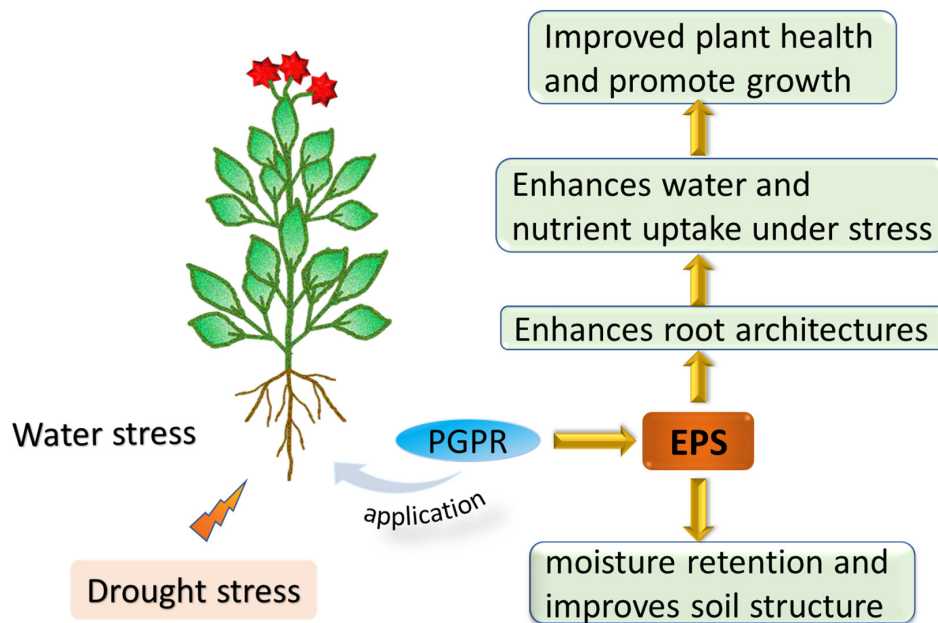 Improved plant health
and promote growth
Enhances water and
nutrient uptake under stress
Enhances root architectures
Water stress
PGPR
EPS
application
Drought stress
moisture retention and
improves soil structure